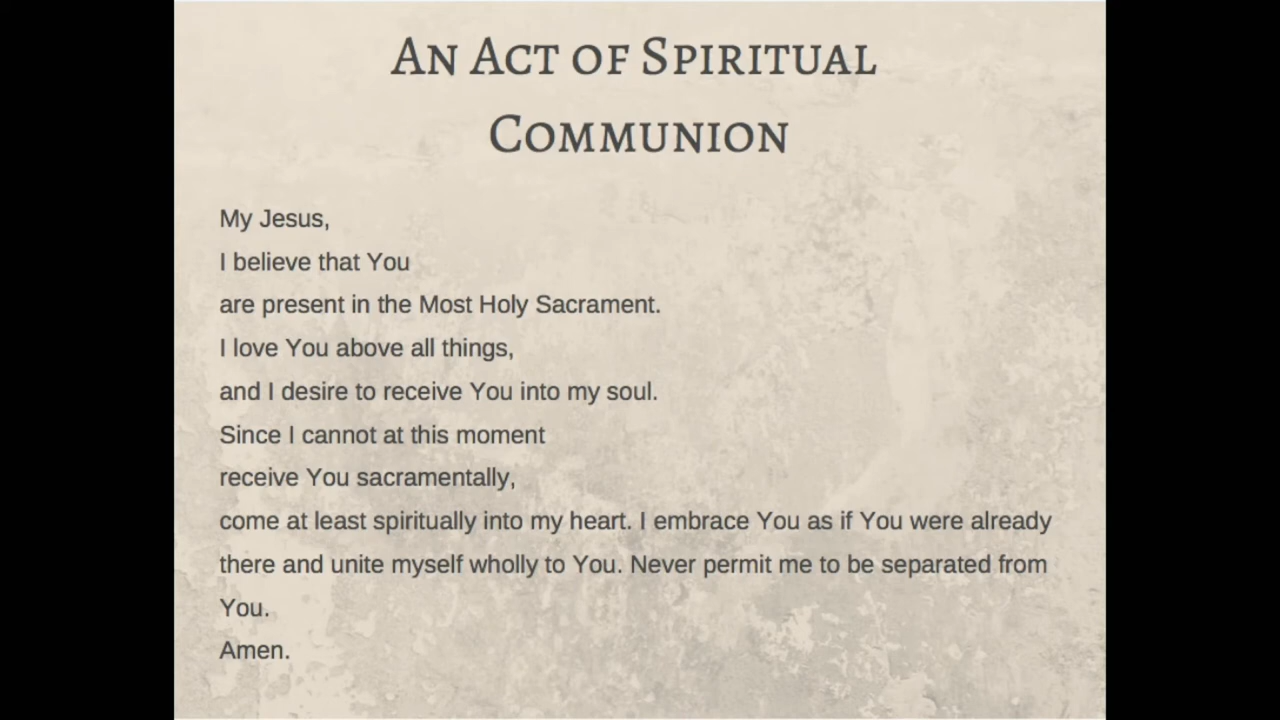 An Act of Spiritual
Communion
My Jesus,
I believe that You
are present in the Most Holy Sacrament.
I love You above all things,
and I desire to receive You into my soul.
Since I cannot at this moment
receive You sacramentally,
come at least spiritually into my heart. I embrace You as if You were already
there and unite myself wholly to You. Never permit me to be separated from
You.
Amen.